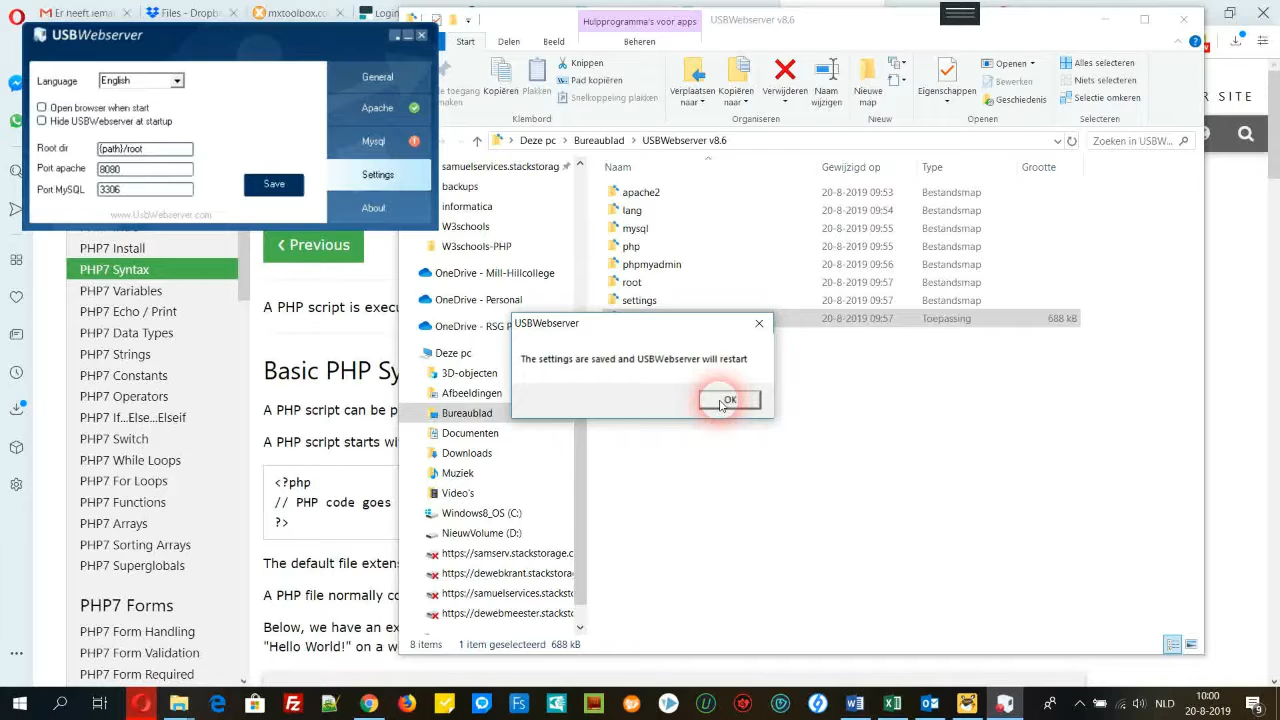 Er neeft emai
Files - Dropb
mxtoolbox.c
Setting
USBWebserver
Language
English
Open browser when start
Hide USBWebserver at startup
Root dir
{path}/root
Port apache
8080
Port MySQL
3306
Save
www.UsbWebserver.com
General
Apache
Mysql
Settings
About
Hulpprogramma's voor
USBWebserver v8.6
Start
Delen
Beeld
Beheren
Kopiëren
Plakken
Knippen
Pad kopiëren
Snelkoppeling plakken
Klembord
Verplaatsen naar
Kopiëren naar
Verwijderen
Naam wijzigen
Organiseren
Nieuwe map
Nieuw
Eigenschappen
Openen
Bewerken
Geschiedenis
Openen
Alles selecteren
Niets selecteren
Selectie omkeren
Deze pc > Bureaublad > USBWebserver v8.6
Zoeken in USBW...
R SITE
samuelservices.stackstorag
backups
informatica
W3schools
W3schools-PHP
OneDrive - Mill-Hillcollege
OneDrive - Personal
OneDrive - RSG P
Deze pc
3D-objecten
Afbeeldingen
Bureaublad
Documenten
Downloads
Muziek
Video's
Windows8_OS (C:)
NieuwVolume (D:)
https://samserv.stackstorage.c
https://dewebkrant.stackstorag
https://samuelservices.stacksto
https://dewebmeester.stacksto
8 items
1 item geselecteerd 688 kB
Naam Gewijzigd op Type Grootte
apache2 20-8-2019 09:53 Bestandsmap
lang 20-8-2019 09:54 Bestandsmap
mysql 20-8-2019 09:55 Bestandsmap
php 20-8-2019 09:55 Bestandsmap
phpmyadmin 20-8-2019 09:56 Bestandsmap
root 20-8-2019 09:57 Bestandsmap
settings 20-8-2019 09:57 Bestandsmap
20-8-2019 09:57 Toepassing 688 kB
USBWebserver
The settings are saved and USBWebserver will restart
OK
PHP7 Install
PHP7 Syntax
PHP7 Variables
PHP7 Echo / Print
PHP7 Data Types
PHP7 Strings
PHP7 Constants
PHP7 Operators
PHP7 If...Else...Elseif
PHP7 Switch
PHP7 While Loops
PHP7 For Loops
PHP7 Functions
PHP7 Arrays
PHP7 Sorting Arrays
PHP7 Superglobals
PHP7 Forms
PHP7 Form Handling
PHP7 Form Validation
PHP7 Form Required
❮ Previous
A PHP script is execu
Basic PHP Sy
A PHP script can be p
A PHP script starts wi
<?php
// PHP code goes
?>
The default file exten
A PHP file normally co
Below, we have an ex
"Hello World!" on a w
NLD
10:00
20-8-2019